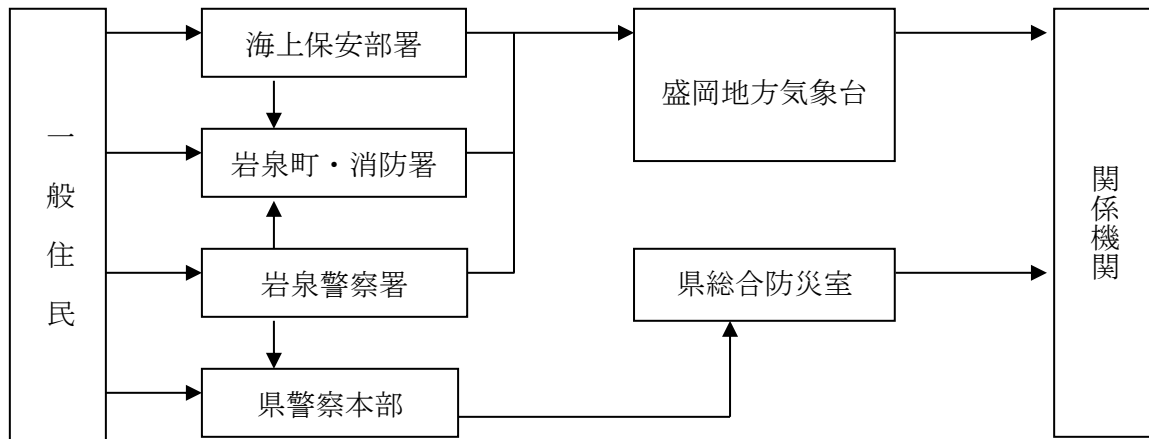 一般住民
海上保安部署
岩泉町・消防署
岩泉警察署
県警察本部
盛岡地方気象台
県総合防災室
関係機関